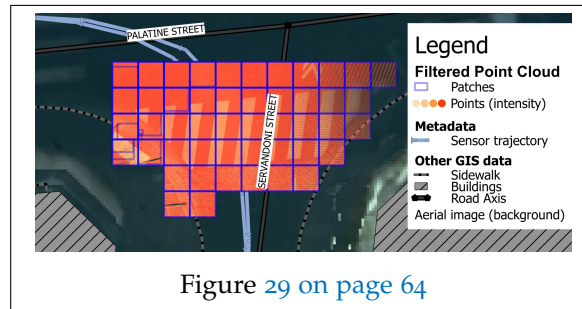 PALATINE STREET
SERVANDONI STREET
Legend
Filtered Point Cloud
Patches
Points (intensity)
Metadata
Sensor trajectory
Other GIS data
Sidewalk
Buildings
Road Axis
Aerial image (background)
Figure 29 on page 64